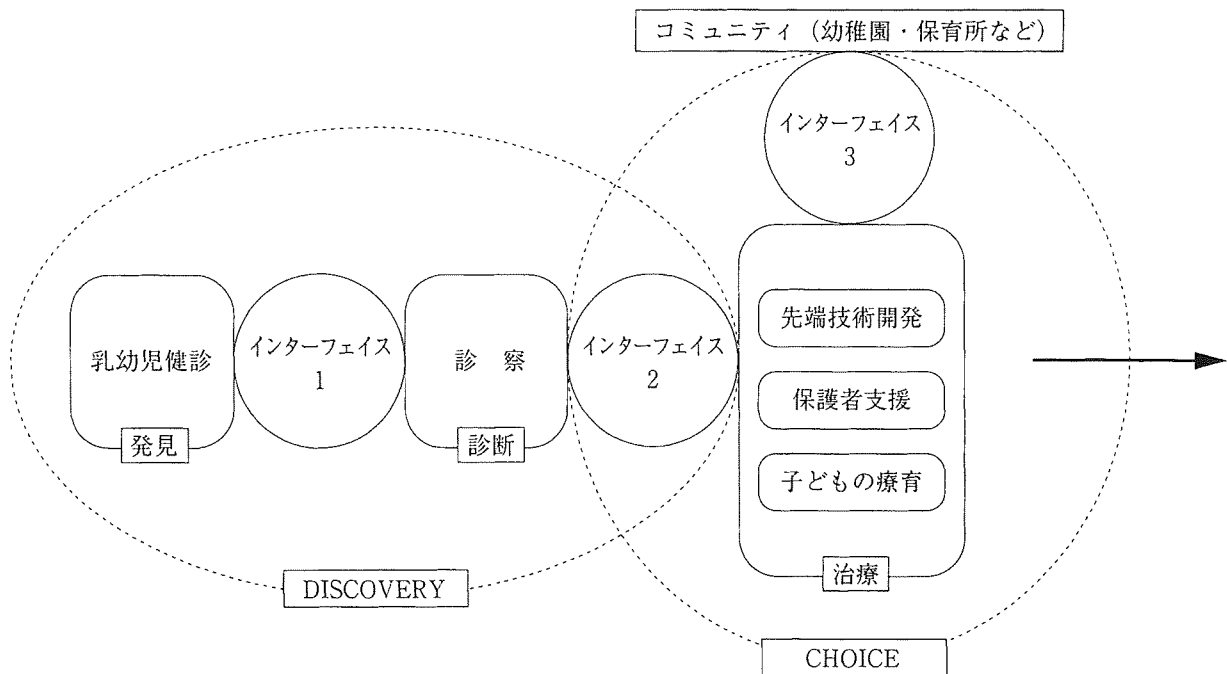 コミュニティ（幼稚園・保育所など）
インターフェイス
3
乳幼児健診
発見
インターフェイス
1
診　察
診断
インターフェイス
2
先端技術開発
保護者支援
子どもの療育
治療
DISCOVERY
CHOICE